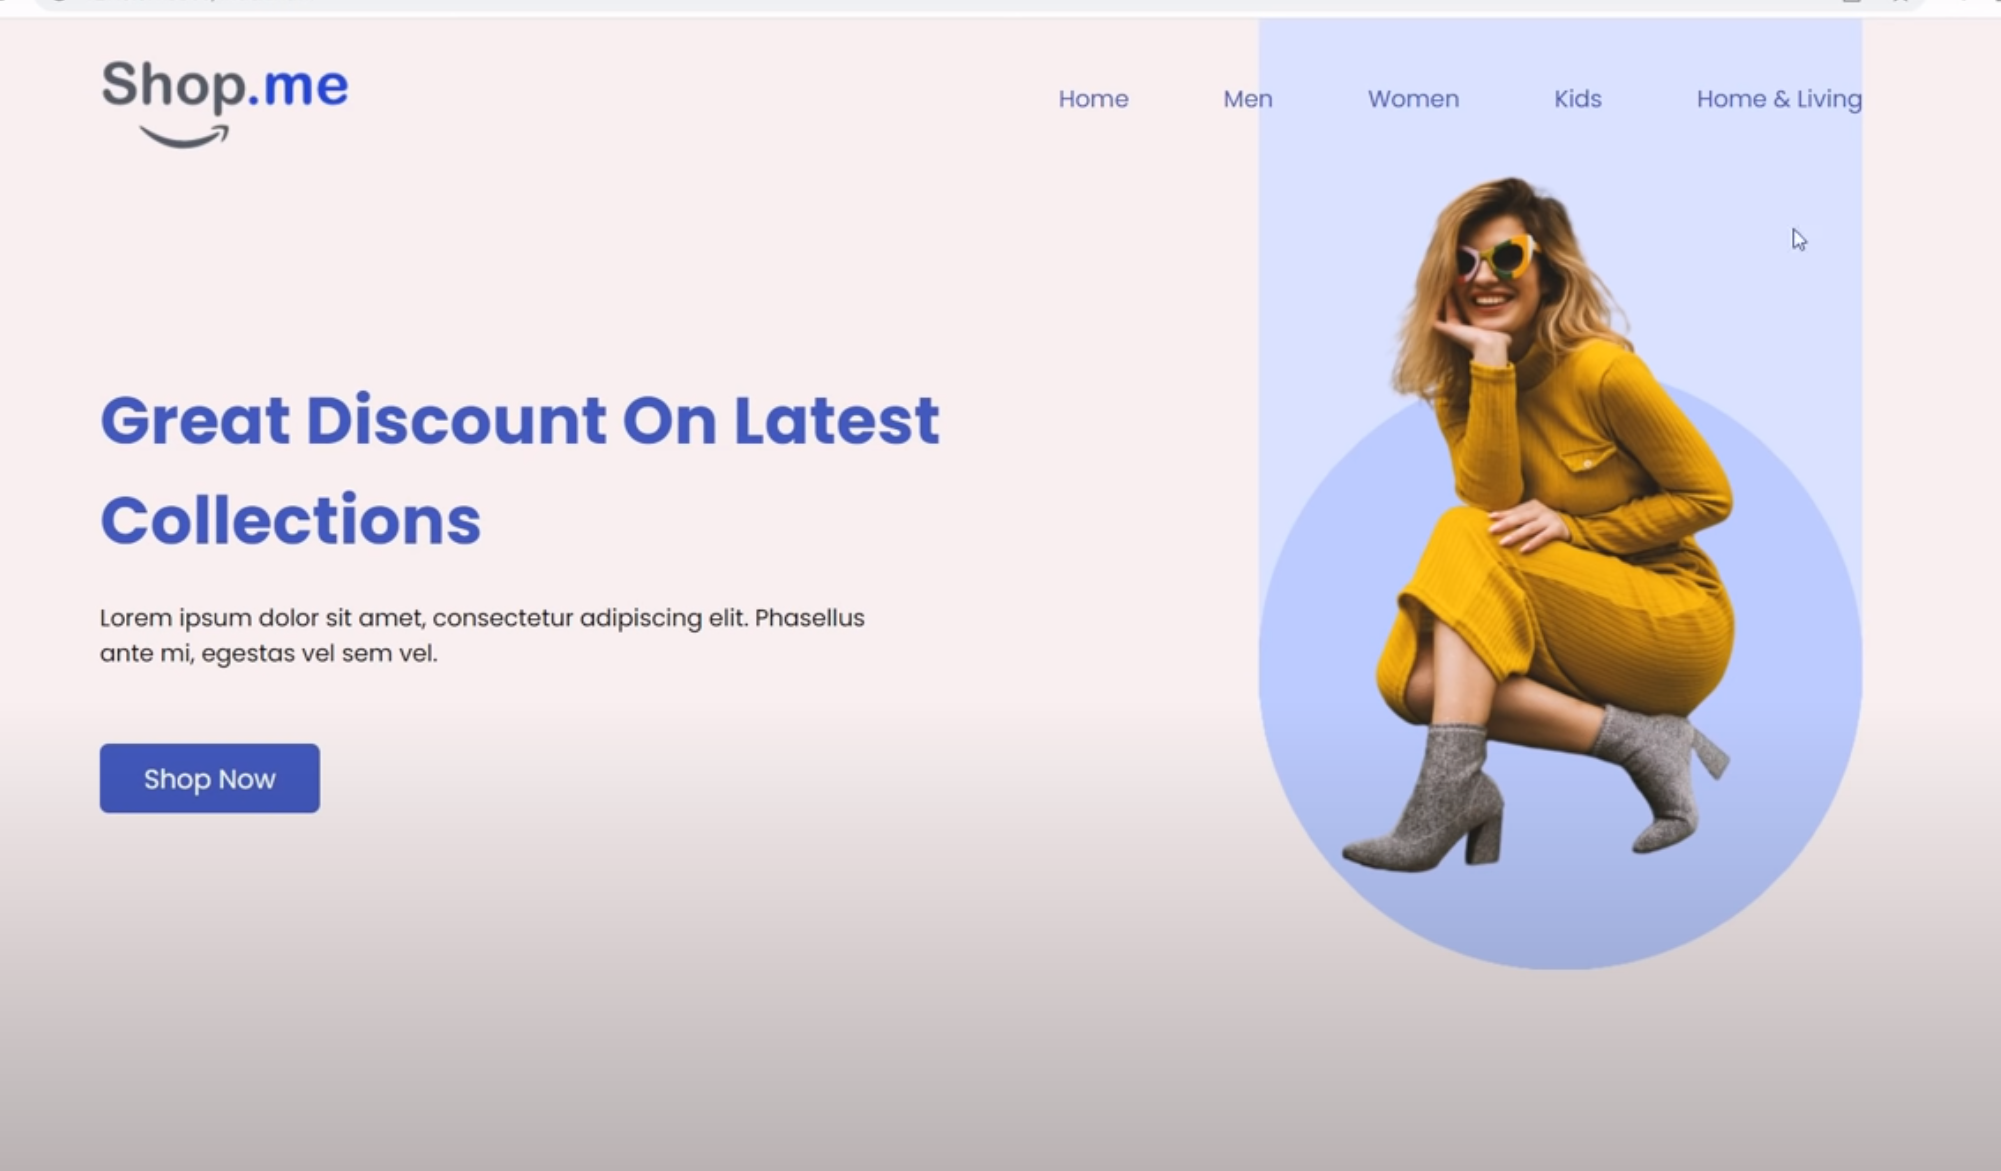 Shop.me
Home Men Women Kids Home & Living
Great Discount On Latest
Collections
Lorem ipsum dolor sit amet, consectetur adipiscing elit. Phasellus
ante mi, egestas vel sem vel.
Shop Now